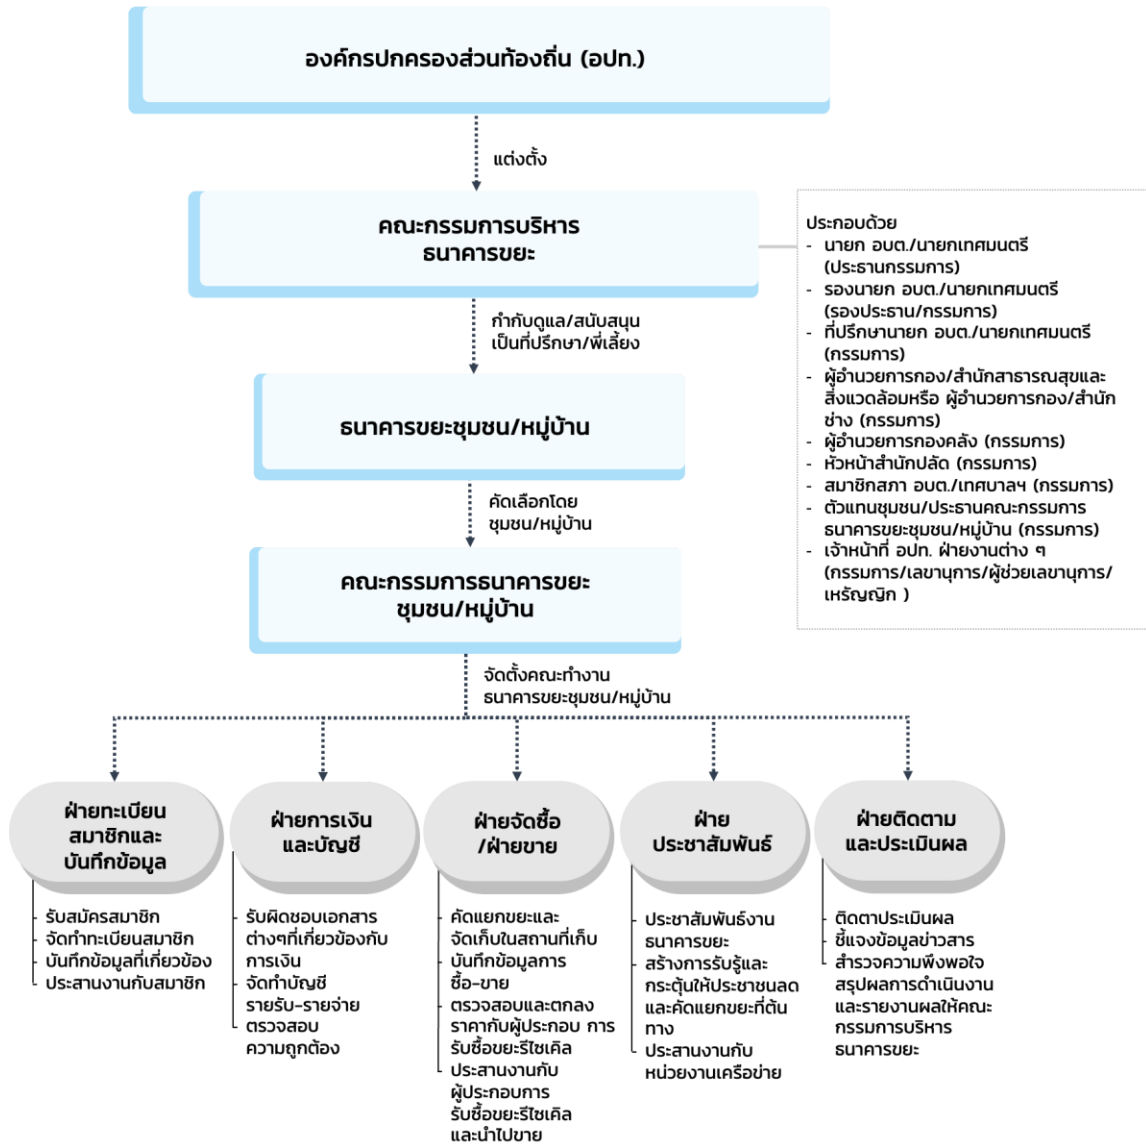 องค์กรปกครองส่วนท้องถิ่น (อปท.)
แต่งตั้ง
คณะกรรมการบริหาร
ธนาคารขยะ
ประกอบด้วย
- นายก อบต./นายกเทศมนตรี
(ประธานกรรมการ)
- รองนายก อบต./นายกเทศมนตรี
(รองประธาน/กรรมการ)
- ที่ปรึกษานายก อบต./นายกเทศมนตรี
(กรรมการ)
- ผู้อำนวยการกอง/สำนักสาธารณสุขและ
สิ่งแวดล้อมหรือ ผู้อำนวยการกอง/สำนัก
ช่าง (กรรมการ)
- ผู้อำนวยการกองคลัง (กรรมการ)
- หัวหน้าสำนักปลัด (กรรมการ)
- สมาชิกสภา อบต./เทศบาลฯ (กรรมการ)
- ตัวแทนชุมชน/ประธานคณะกรรมการ
ธนาคารขยะชุมชน/หมู่บ้าน (กรรมการ)
- เจ้าหน้าที่ อปท. ฝ่ายงานต่าง ๆ
(กรรมการ/เลขานุการ/ผู้ช่วยเลขานุการ/
เหรัญญิก )
กำกับดูแล/สนับสนุน
เป็นที่ปรึกษา/พี่เลี้ยง
ธนาคารขยะชุมชน/หมู่บ้าน
คัดเลือกโดย
ชุมชน/หมู่บ้าน
คณะกรรมการธนาคารขยะ
ชุมชน/หมู่บ้าน
จัดตั้งคณะทำงาน
ธนาคารขยะชุมชน/หมู่บ้าน
ฝ่ายทะเบียน
สมาชิกและ
บันทึกข้อมูล
- รับสมัครสมาชิก
- จัดทำทะเบียนสมาชิก
- บันทึกข้อมูลที่เกี่ยวข้อง
- ประสานงานกับสมาชิก
ฝ่ายการเงิน
และบัญชี
- รับผิดชอบเอกสาร
ต่างๆที่เกี่ยวข้องกับ
การเงิน
- จัดทำบัญชี
รายรับ-รายจ่าย
- ตรวจสอบ
ความถูกต้อง
ฝ่ายจัดซื้อ
/ฝ่ายขาย
- คัดแยกขยะและ
จัดเก็บในสถานที่เก็บ
- บันทึกข้อมูลการ
ซื้อ-ขาย
- ตรวจสอบและตกลง
ราคากับผู้ประกอบ การ
รับซื้อขยะรีไซเคิล
- ประสานงานกับ
ผู้ประกอบการ
รับซื้อขยะรีไซเคิล
และนำไปขาย
ฝ่าย
ประชาสัมพันธ์
- ประชาสัมพันธ์งาน
ธนาคารขยะ
- สร้างการรับรู้และ
กระตุ้นให้ประชาชนลด
และคัดแยกขยะที่ต้น
ทาง
- ประสานงานกับ
หน่วยงานเครือข่าย
ฝ่ายติดตาม
และประเมินผล
- ติดตาประเมินผล
- ชี้แจงข้อมูลข่าวสาร
- สำรวจความพึงพอใจ
สรุปผลการดำเนินงาน
และรายงานผลให้คณะ
กรรมการบริหาร
ธนาคารขยะ